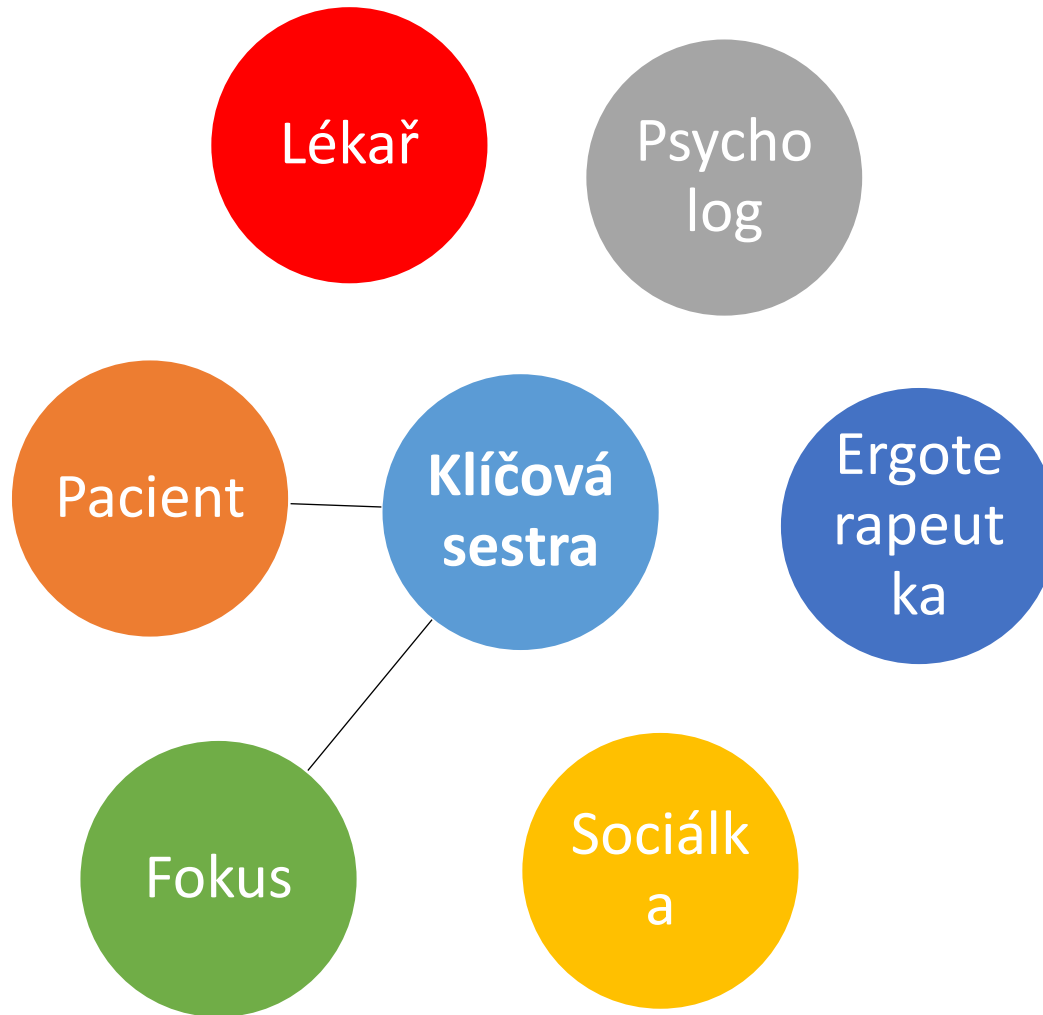 Lékař
Psycho
log
Pacient
Klíčová
sestra
Ergote
rapeut
ka
Fokus
Sociálk
a